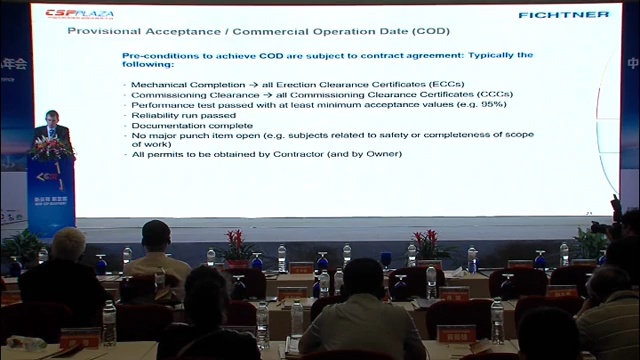 CSPPLAZA
FICHTNER
Provisional Acceptance / Commercial Operation Date (COD)
Pre-conditions to achieve COD are subject to contract agreement: Typically the
following:
· Mechanical Completion → all Erection Clearance Certificates (ECCs)
· Commissioning Clearance → all Commissioning Clearance Certificates (CCCs)
· Performance test passed with at least minimum acceptance values (e.g. 95%)
· Reliability run passed
· Documentation complete
· No major punch item open (e.g. subjects related to safety or completeness of scope
of work)
· All permits to be obtained by Contractor (and by Owner)